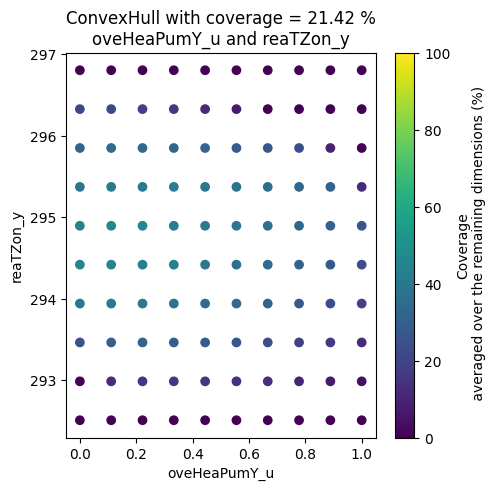 ConvexHull with coverage = 21.42 %
oveHeaPumY_u and reaTZon_y
297
296
295
294
293
reaTZon_y
0.0 0.2 0.4 0.6 0.8 1.0
oveHeaPumY_u
100
80
60
40
20
0
Coverage
averaged over the remaining dimensions (%)